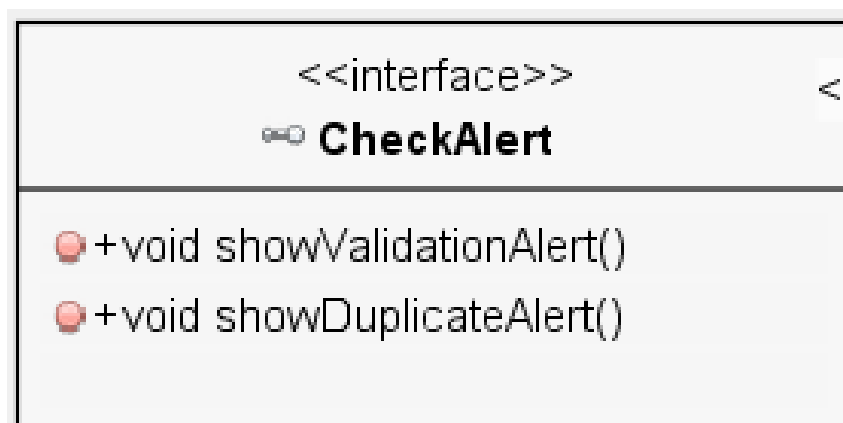 <<interface>>
CheckAlert
+void showValidationAlert()
+void showDuplicateAlert()
<